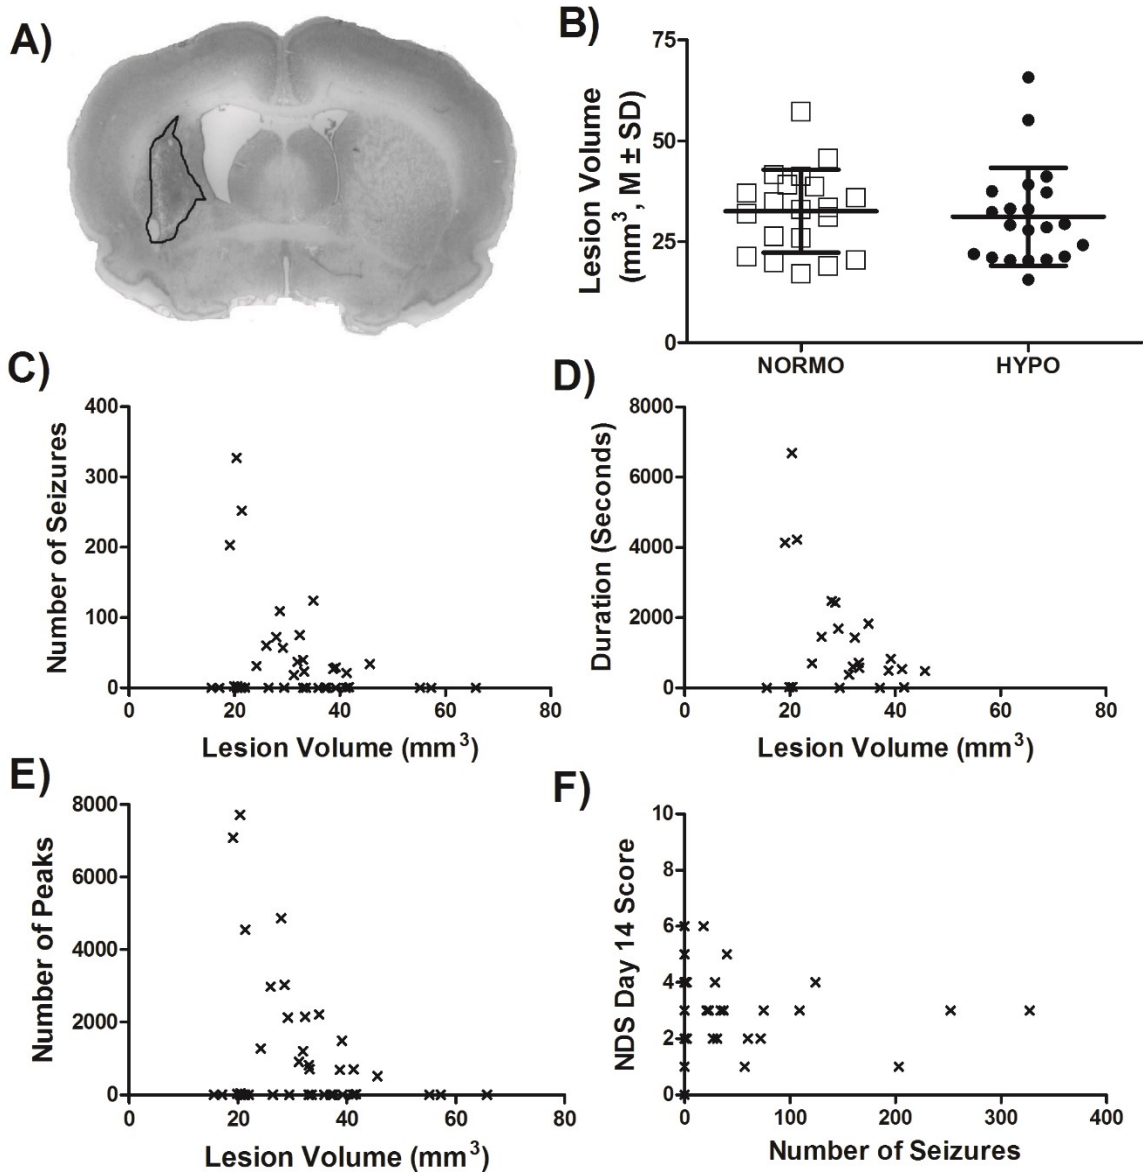 A)
B)
Lesion Volume
(mm³, M ± SD)
75
50
25
0
NORMO
HYPO
C)
Number of Seizures
400
300
200
100
0
0
20
40
60
80
Lesion Volume (mm³)
D)
Duration (Seconds)
8000
6000
4000
2000
0
0
20
40
60
80
Lesion Volume (mm³)
E)
Number of Peaks
8000
6000
4000
2000
0
0
20
40
60
80
Lesion Volume (mm³)
F)
NDS Day 14 Score
10
8
6
4
2
0
0
100
200
300
400
Number of Seizures